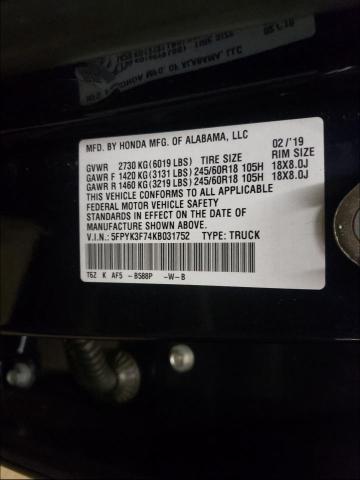 MFD. BY HONDA MFG. OF ALABAMA, LLC
02/'19
GVWR 2730 KG(6019 LBS) TIRE SIZE RIM SIZE
GAWR F 1420 KG(3131 LBS) 245/60R18 105H 18X8.0J
GAWR R 1460 KG(3219 LBS) 245/60R18 105H 18X8.0J
THIS VEHICLE CONFORMS TO ALL APPLICABLE
FEDERAL MOTOR VEHICLE SAFETY
STANDARDS IN EFFECT ON THE DATE OF
MANUFACTURE SHOWN ABOVE.
V.I.N.: 5FPYK3F74KB031752 TYPE: TRUCK
T6Z K AF5 -B588P -W-B